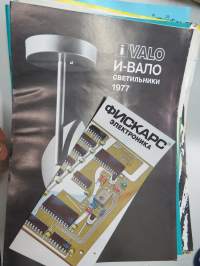 i VALO
И-ВАЛО
СВЕТИЛЬНИКИ
1977
ФИСКАРС
ЭЛЕКТРОНИКА